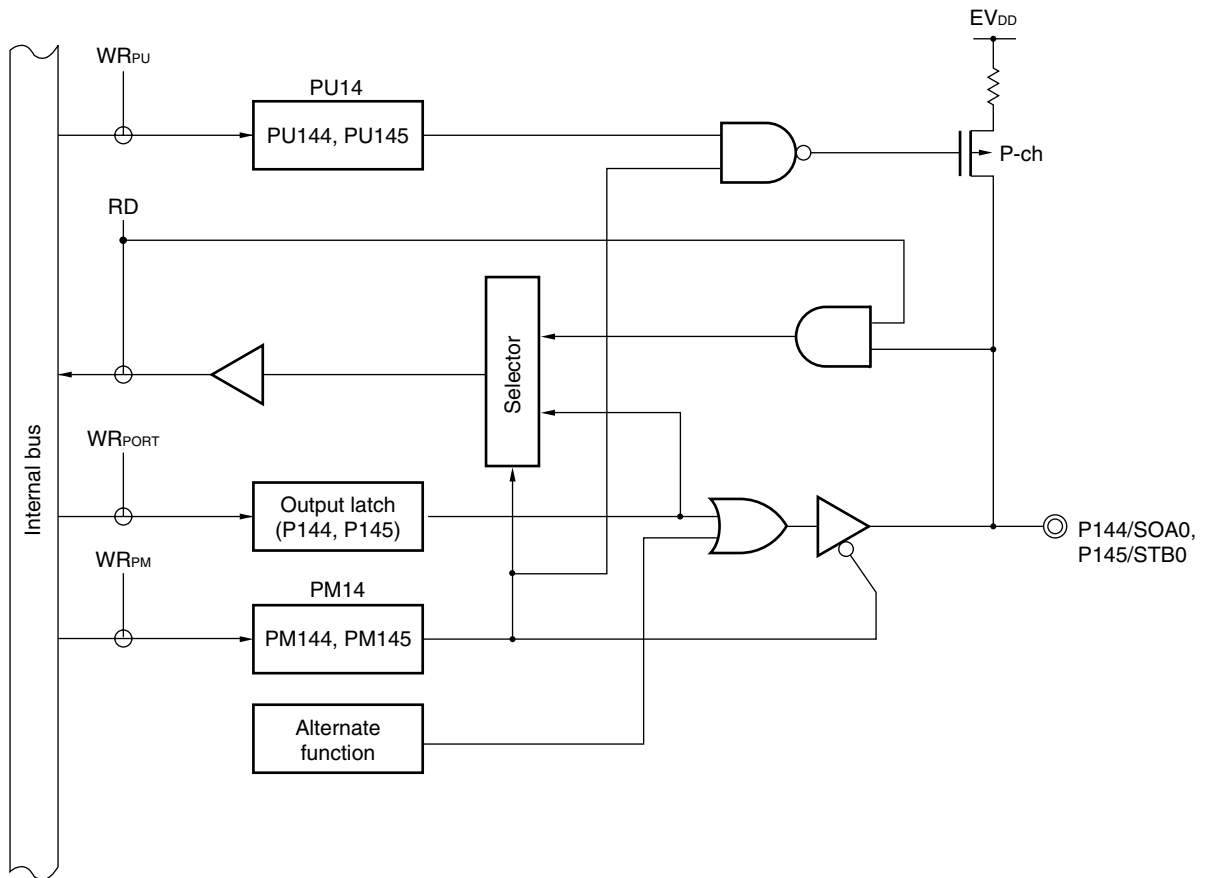 EVDD
WRPU
PU14
PU144, PU145
P-ch
RD
Selector
WRPORT
Internal bus
Output latch
(P144, P145)
P144/SOA0,
P145/STB0
WRPM
PM14
PM144, PM145
Alternate
function